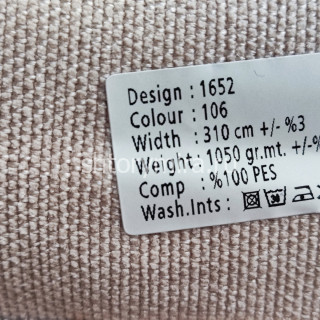 Design : 1652
Colour : 106
Width : 310 cm +/- %3
Weight : 1050 gr.mt. +/- %
Comp : %100 PES
Wash.Ints :